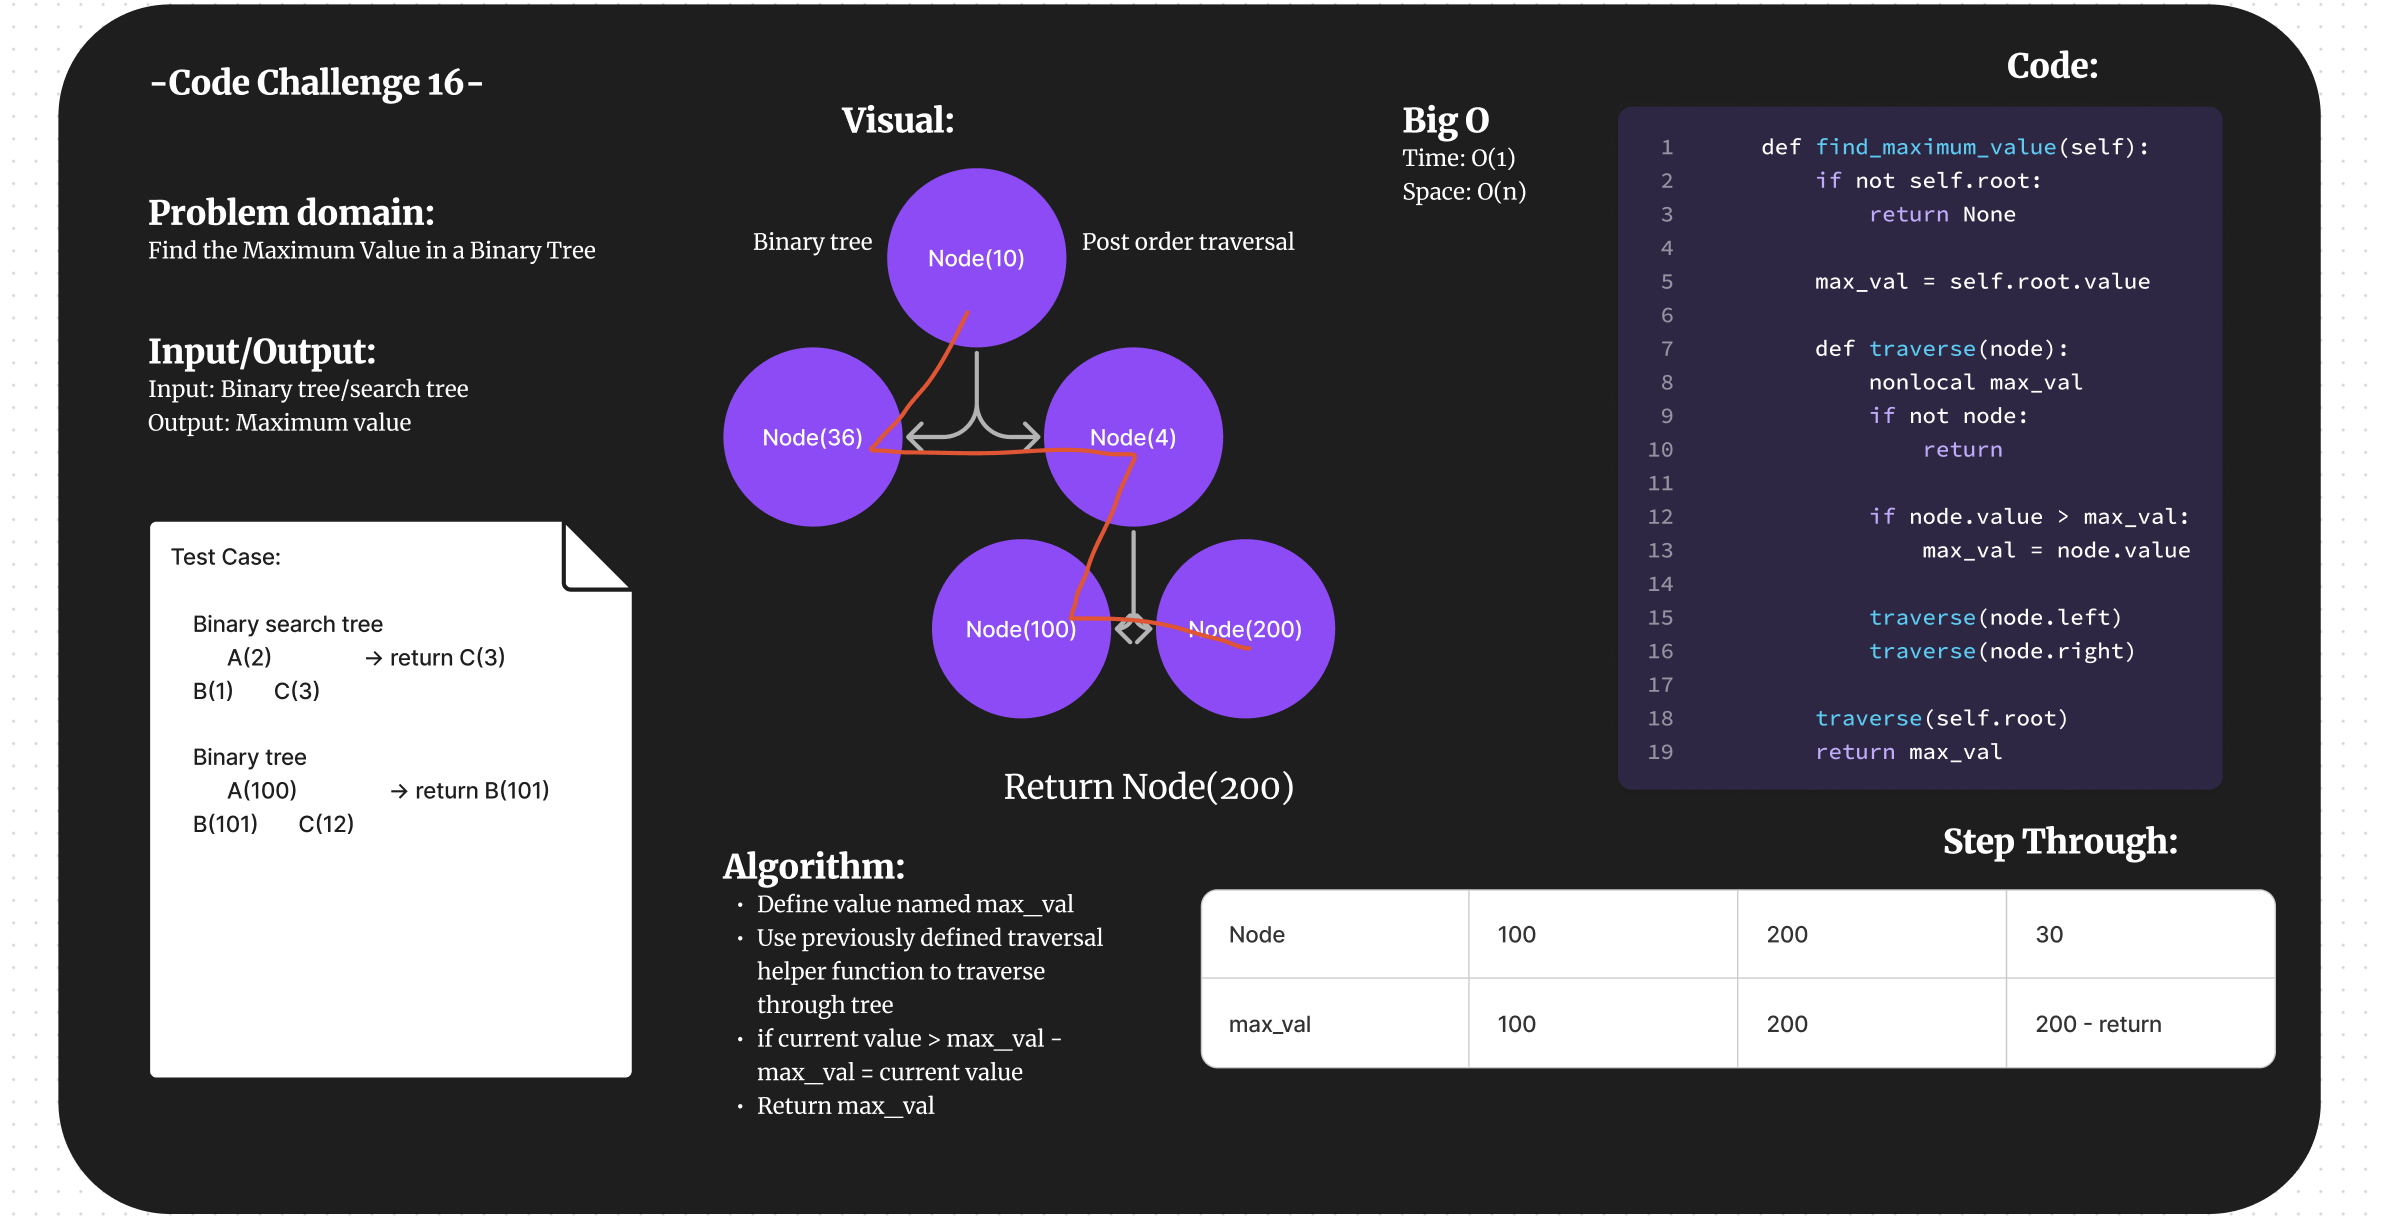 -Code Challenge 16-
Problem domain:
Find the Maximum Value in a Binary Tree
Input/Output:
Input: Binary tree/search tree
Output: Maximum value
Test Case:
Binary search tree
A(2) → return C(3)
B(1) C(3)
Binary tree
A(100) → return B(101)
B(101) C(12)
Visual:
Binary tree
Node(10)
Post order traversal
Node(36)
Node(4)
Node(100)
Node(200)
Return Node(200)
Algorithm:
• Define value named max_val
• Use previously defined traversal
helper function to traverse
through tree
• if current value > max_val -
max_val = current value
• Return max_val
Big O
Time: O(1)
Space: O(n)
Code:
1 def find_maximum_value(self):
2 if not self.root:
3 return None
4
5 max_val = self.root.value
6
7 def traverse(node):
8 nonlocal max_val
9 if not node:
10 return
11
12 if node.value > max_val:
13 max_val = node.value
14
15 traverse(node.left)
16 traverse(node.right)
17
18 traverse(self.root)
19 return max_val
Step Through:
Node 100 200 30
max_val 100 200 200 - return